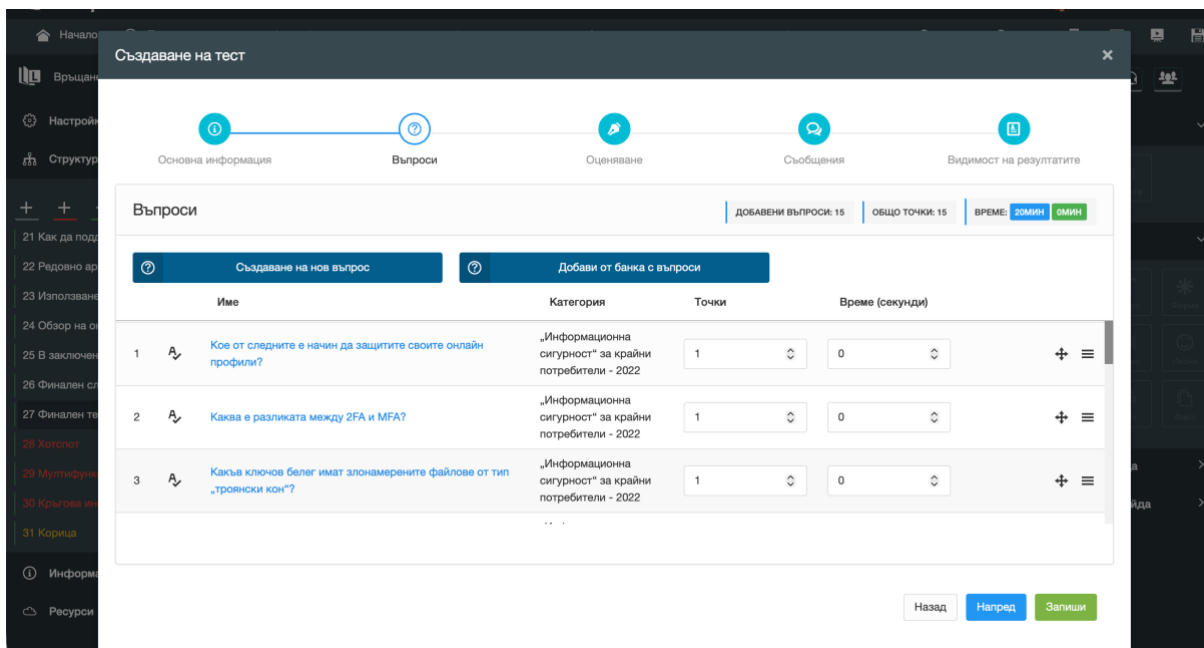 Начало
Създаване на тест
×
Връщане
Настройк
Структур
Основна информация
Въпроси
Оценяване
Съобщения
Видимост на резултатите
Въпроси
ДОБАВЕНИ ВЪПРОСИ: 15
ОБЩО ТОЧКИ: 15
ВРЕМЕ: 20МИН 0МИН
Създаване на нов въпрос
Добави от банка с въпроси
Име
Категория
Точки
Време (секунди)
1
Кое от следните е начин да защитите своите онлайн
профили?
„Информационна
сигурност“ за крайни
потребители - 2022
1
0
2
Каква е разликата между 2FA и MFA?
„Информационна
сигурност“ за крайни
потребители - 2022
1
0
3
Какъв ключов белег имат злонамерените файлове от тип
„троянски кон“?
„Информационна
сигурност“ за крайни
потребители - 2022
1
0
21 Как да подд
22 Редовно ар
23 Използване
24 Обзор на о
25 В заключен
26 Финален сл
27 Финален те
28 Хотспот
29 Мултифунк
30 Кръгова ин
31 Корица
Информа
Ресурси
а
йда
Назад
Напред
Запиши